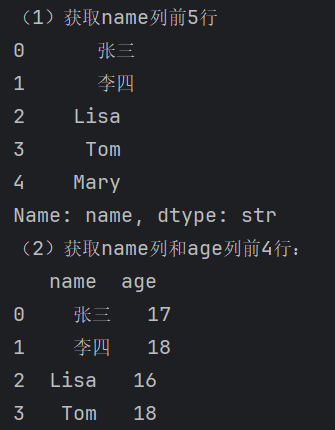 （1）获取name列前5行
0      张三
1      李四
2    Lisa
3     Tom
4    Mary
Name: name, dtype: str
（2）获取name列和age列前4行：
   name  age
0    张三   17
1    李四   18
2  Lisa   16
3   Tom   18